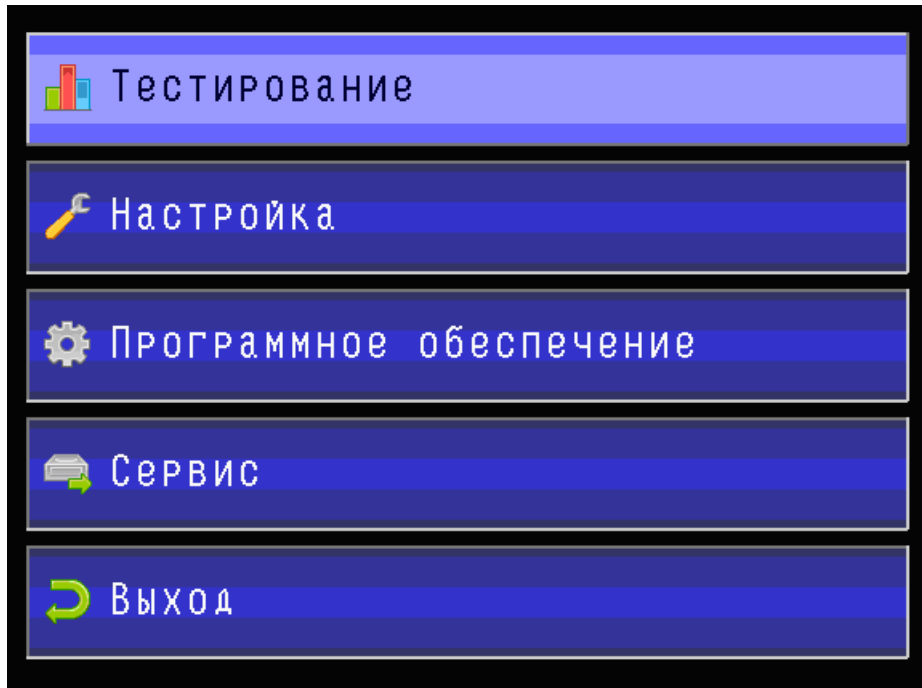 Тестирование
Настройка
Программное обеспечение
Сервис
Выход